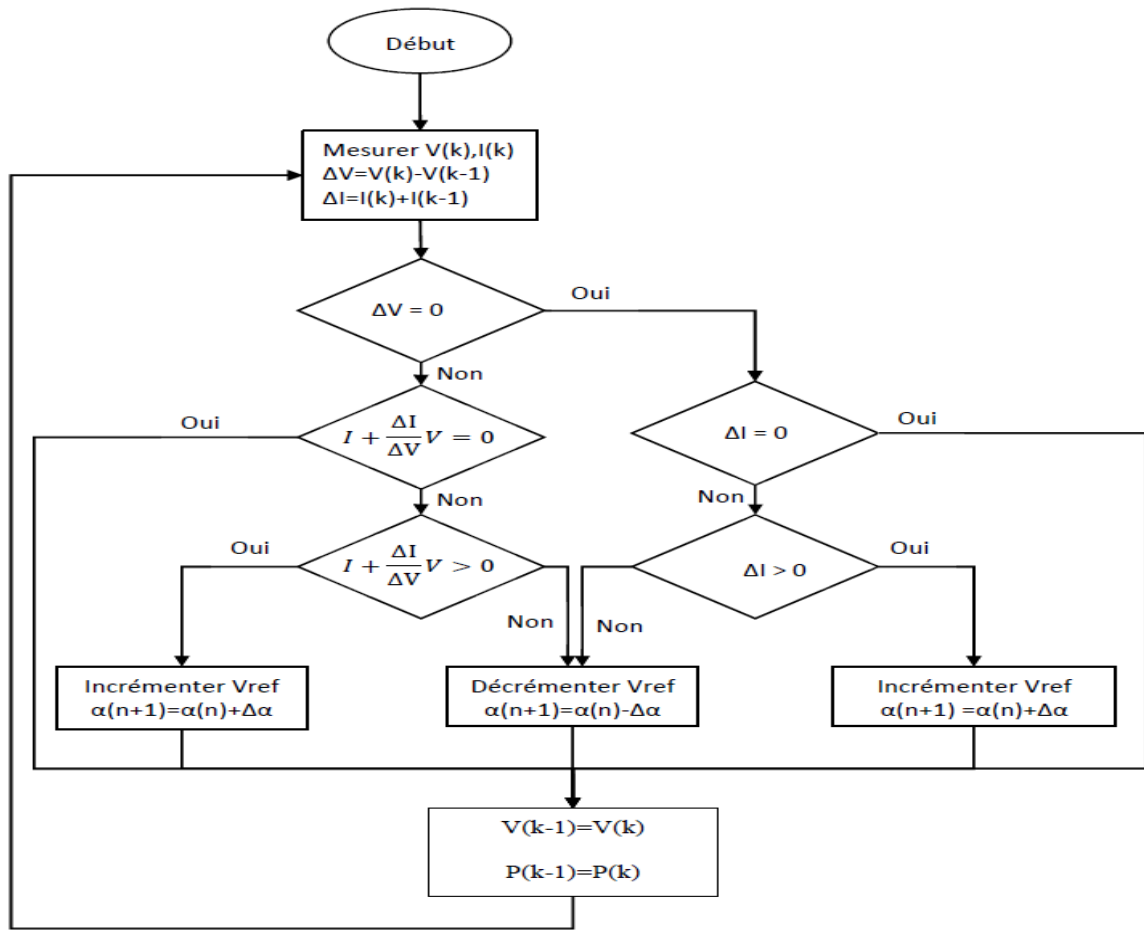 Début
Mesurer V(k),I(k)
ΔV=V(k)-V(k-1)
ΔI=I(k)+I(k-1)
ΔV = 0
Oui
Non
I + ΔI/ΔV V = 0
Oui
ΔI = 0
Oui
Non
Non
I + ΔI/ΔV V > 0
Oui
ΔI > 0
Oui
Non
Non
Incrémenter Vref
α(n+1)=α(n)+Δα
Décrémenter Vref
α(n+1)=α(n)-Δα
Incrémenter Vref
α(n+1) =α(n)+Δα
V(k-1)=V(k)
P(k-1)=P(k)